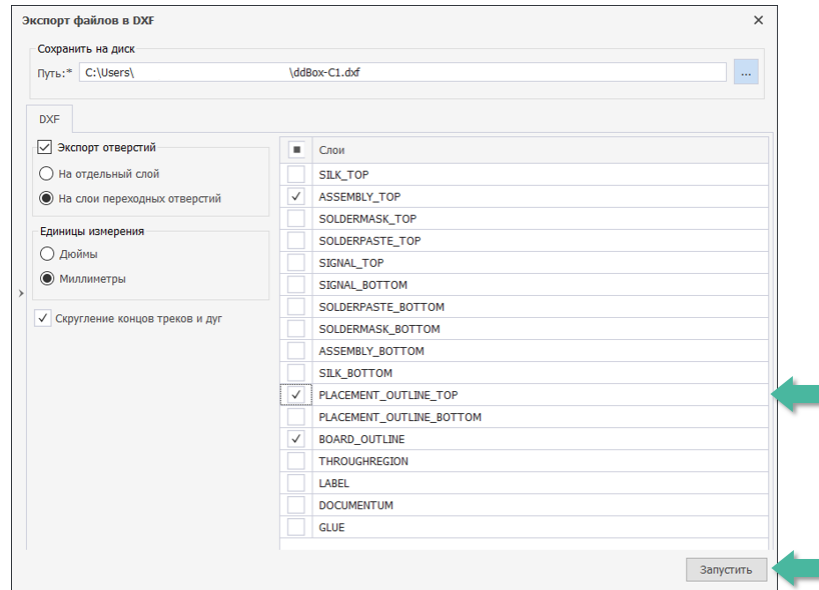 Экспорт файлов в DXF
Сохранить на диск
Путь:* C:\Users\ \ddBox-C1.dxf ...
DXF
Экспорт отверстий
На отдельный слой
На слои переходных отверстий
Единицы измерения
Дюймы
Миллиметры
Скругление концов треков и дуг
Слои
SILK_TOP
ASSEMBLY_TOP
SOLDERMASK_TOP
SOLDERPASTE_TOP
SIGNAL_TOP
SIGNAL_BOTTOM
SOLDERPASTE_BOTTOM
SOLDERMASK_BOTTOM
ASSEMBLY_BOTTOM
SILK_BOTTOM
PLACEMENT_OUTLINE_TOP
PLACEMENT_OUTLINE_BOTTOM
BOARD_OUTLINE
THROUGHREGION
LABEL
DOCUMENTUM
GLUE
Запустить